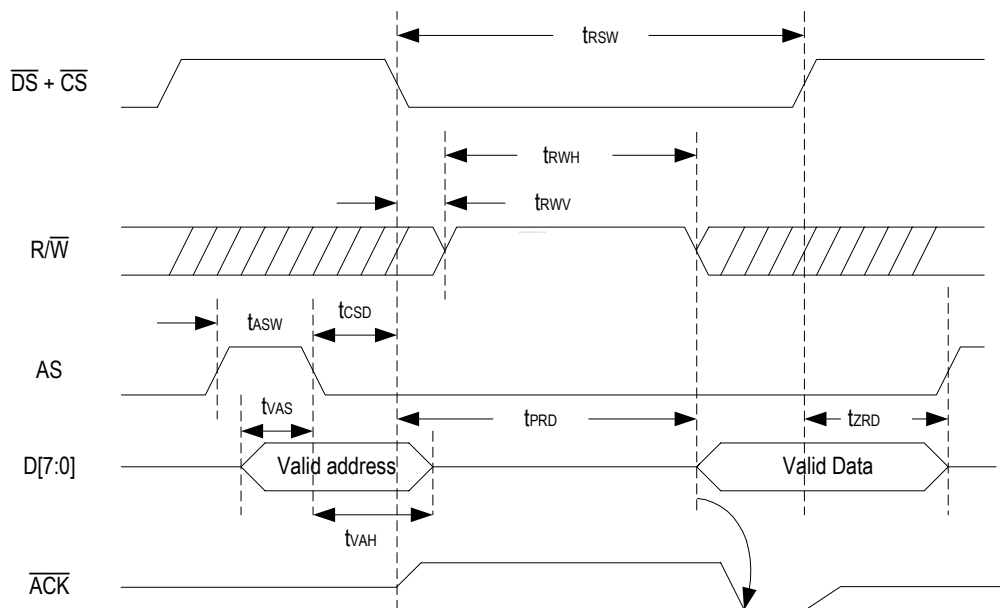 tRSW
DS + CS
tRWH
tRWV
R/W
tASW
tCSD
AS
tVAS
tPRD
tZRD
D[7:0]
Valid address
Valid Data
tVAH
ACK